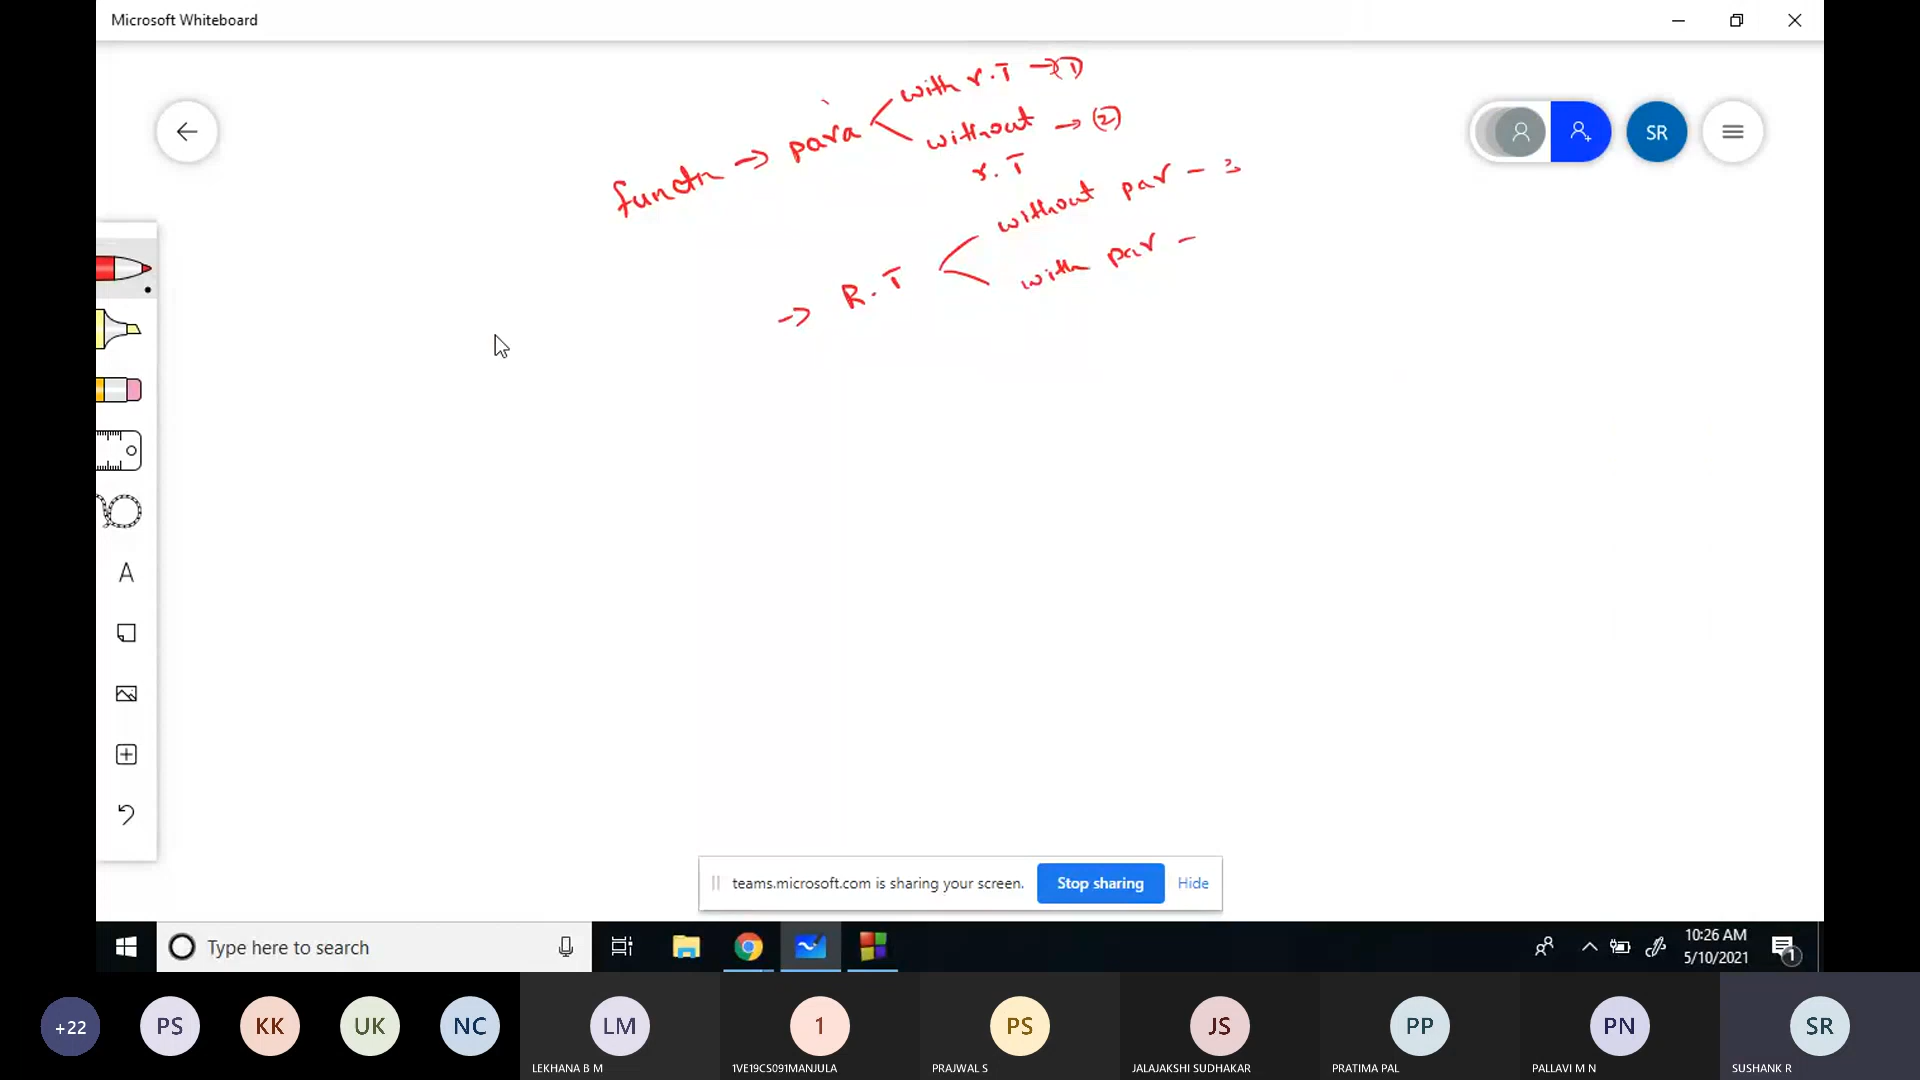 Microsoft Whiteboard
with r.T → (1)
functn → para
without → (2)
r.T
without par - 3
with par -
→ R.T
SR
A
teams.microsoft.com is sharing your screen.
Stop sharing
Hide
Type here to search
10:26 AM
5/10/2021
1
+22
PS
KK
UK
NC
LM
1
PS
JS
PP
PN
SR
LEKHANA B M
1VE19CS091MANJULA
PRAJWAL S
JALAJAKSHI SUDHAKAR
PRATIMA PAL
PALLAVI M N
SUSHANK R